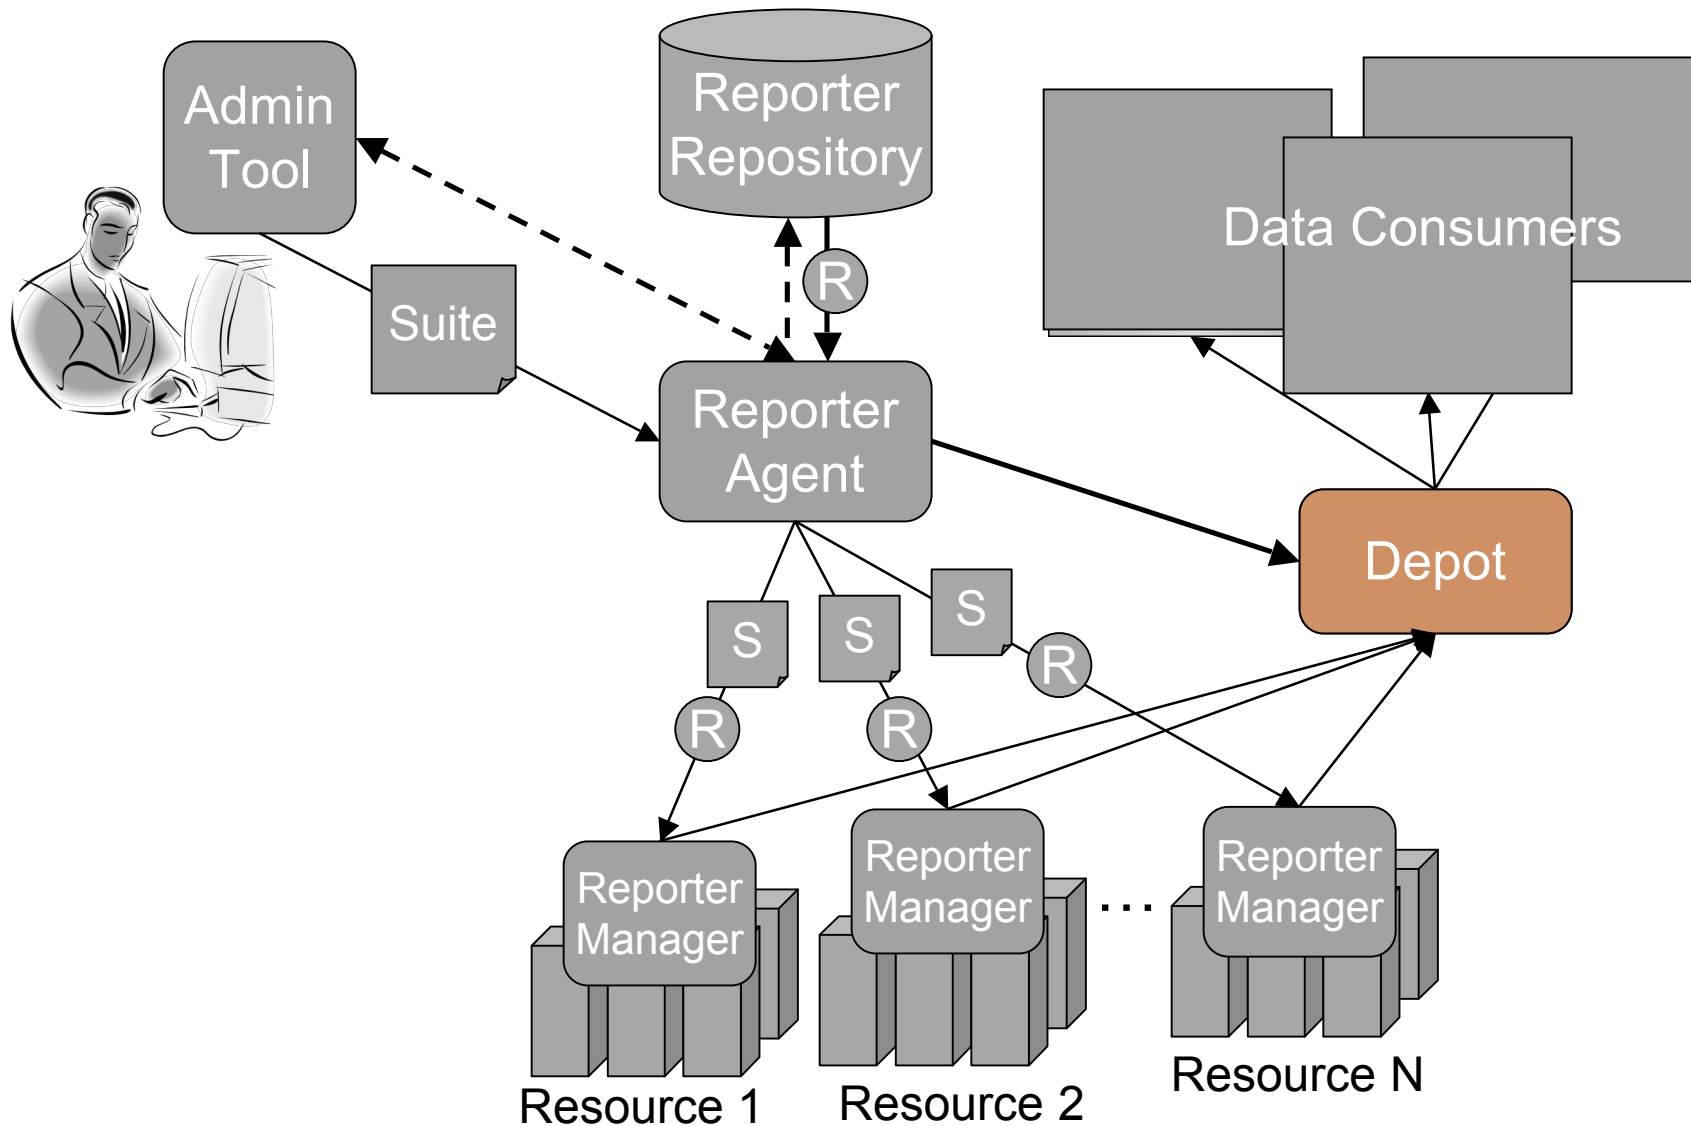 Admin
Tool
Reporter
Repository
Data Consumers
R
Suite
Reporter
Agent
Depot
S
S
S
R
R
R
Reporter
Manager
Reporter
Manager
...
Reporter
Manager
Resource 1
Resource 2
Resource N